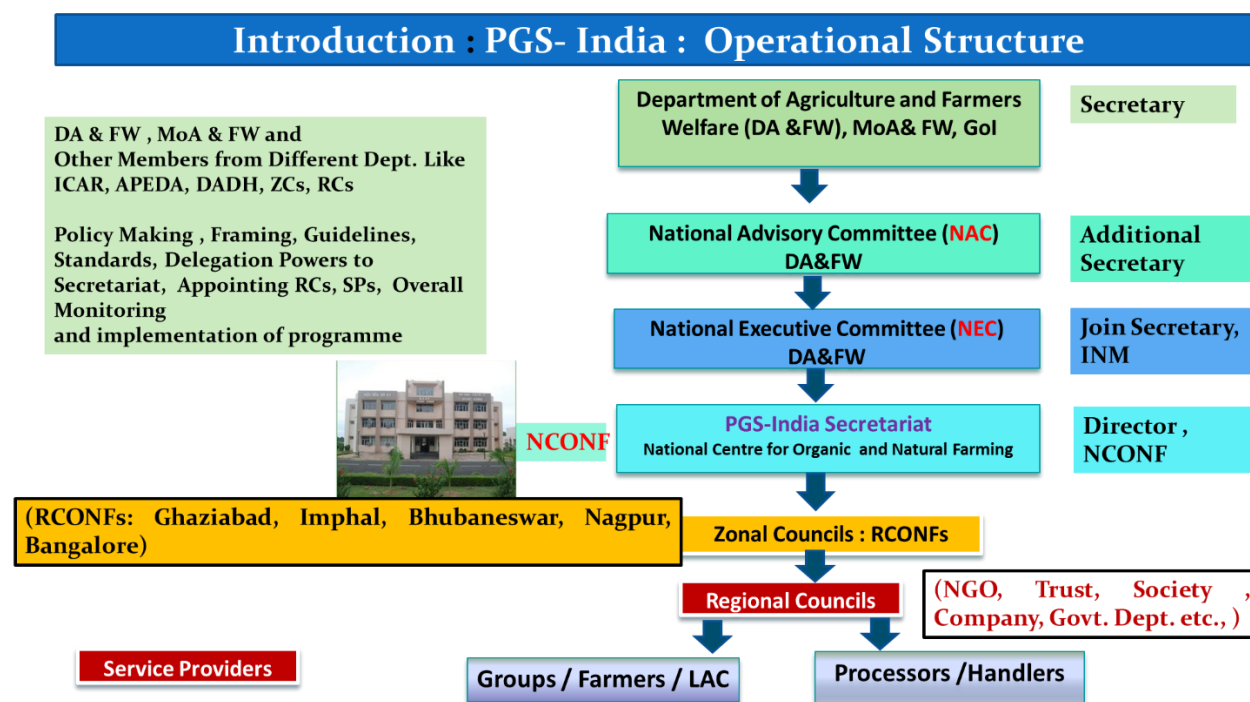 Introduction : PGS- India : Operational Structure
DA & FW , MoA & FW and
Other Members from Different Dept. Like
ICAR, APEDA, DADH, ZCs, RCs
Policy Making , Framing, Guidelines,
Standards, Delegation Powers to
Secretariat, Appointing RCs, SPs, Overall
Monitoring
and implementation of programme
Department of Agriculture and Farmers
Welfare (DA &FW), MoA& FW, GoI
Secretary
National Advisory Committee (NAC)
DA&FW
Additional
Secretary
National Executive Committee (NEC)
DA&FW
Join Secretary,
INM
NCONF
PGS-India Secretariat
National Centre for Organic and Natural Farming
Director ,
NCONF
(RCONFs: Ghaziabad, Imphal, Bhubaneswar, Nagpur,
Bangalore)
Zonal Councils : RCONFs
Regional Councils
(NGO, Trust, Society ,
Company, Govt. Dept. etc., )
Service Providers
Groups / Farmers / LAC
Processors /Handlers